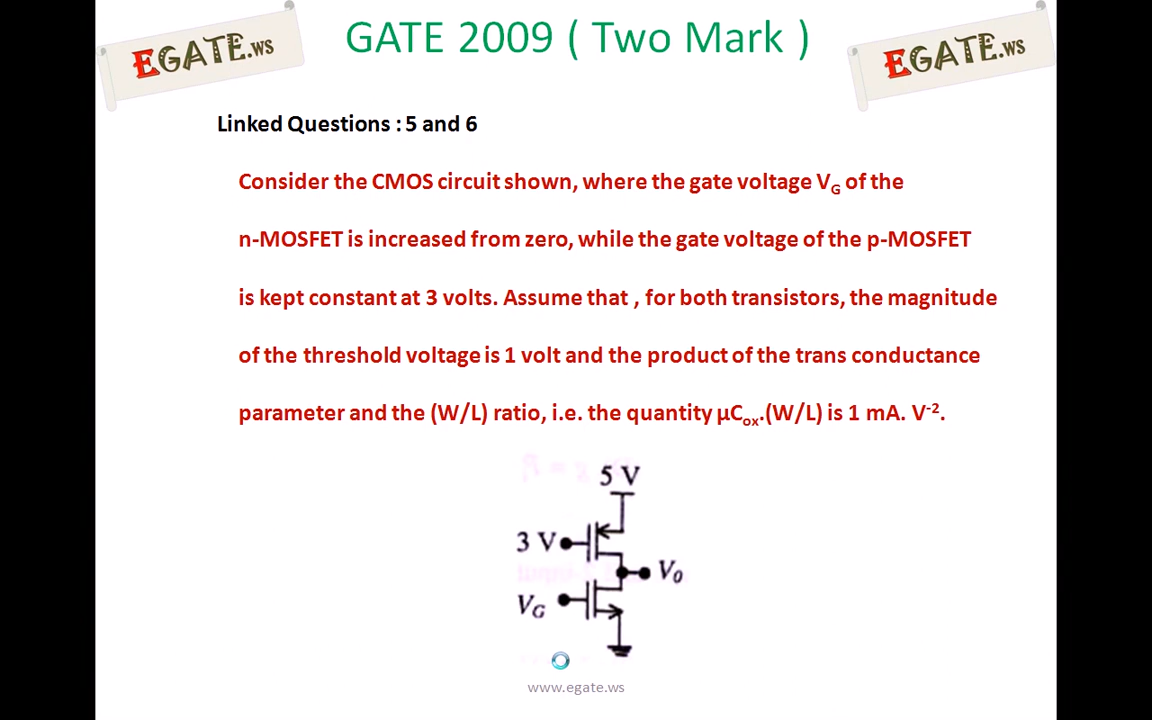 EGATE.ws
GATE 2009 ( Two Mark )
EGATE.ws
Linked Questions : 5 and 6
Consider the CMOS circuit shown, where the gate voltage VG of the
n-MOSFET is increased from zero, while the gate voltage of the p-MOSFET
is kept constant at 3 volts. Assume that , for both transistors, the magnitude
of the threshold voltage is 1 volt and the product of the trans conductance
parameter and the (W/L) ratio, i.e. the quantity µCox.(W/L) is 1 mA. V-2.
5 V
3 V
V0
VG
www.egate.ws